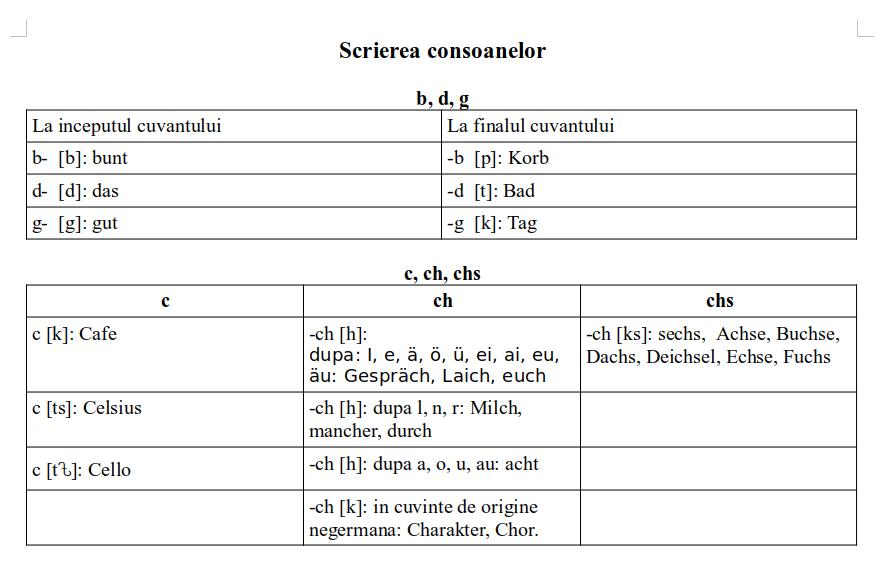 Scrierea consoanelor
b, d, g
La inceputul cuvantului
La finalul cuvantului
b- [b]: bunt
-b [p]: Korb
d- [d]: das
-d [t]: Bad
g- [g]: gut
-g [k]: Tag
c, ch, chs
c
ch
chs
c [k]: Cafe
-ch [h]:
dupa: I, e, ä, ö, ü, ei, ai, eu,
äu: Gespräch, Laich, euch
-ch [ks]: sechs, Achse, Buchse,
Dachs, Deichsel, Echse, Fuchs
c [ts]: Celsius
-ch [h]: dupa l, n, r: Milch,
mancher, durch
c [tԏ]: Cello
-ch [h]: dupa a, o, u, au: acht
-ch [k]: in cuvinte de origine
negermana: Charakter, Chor.